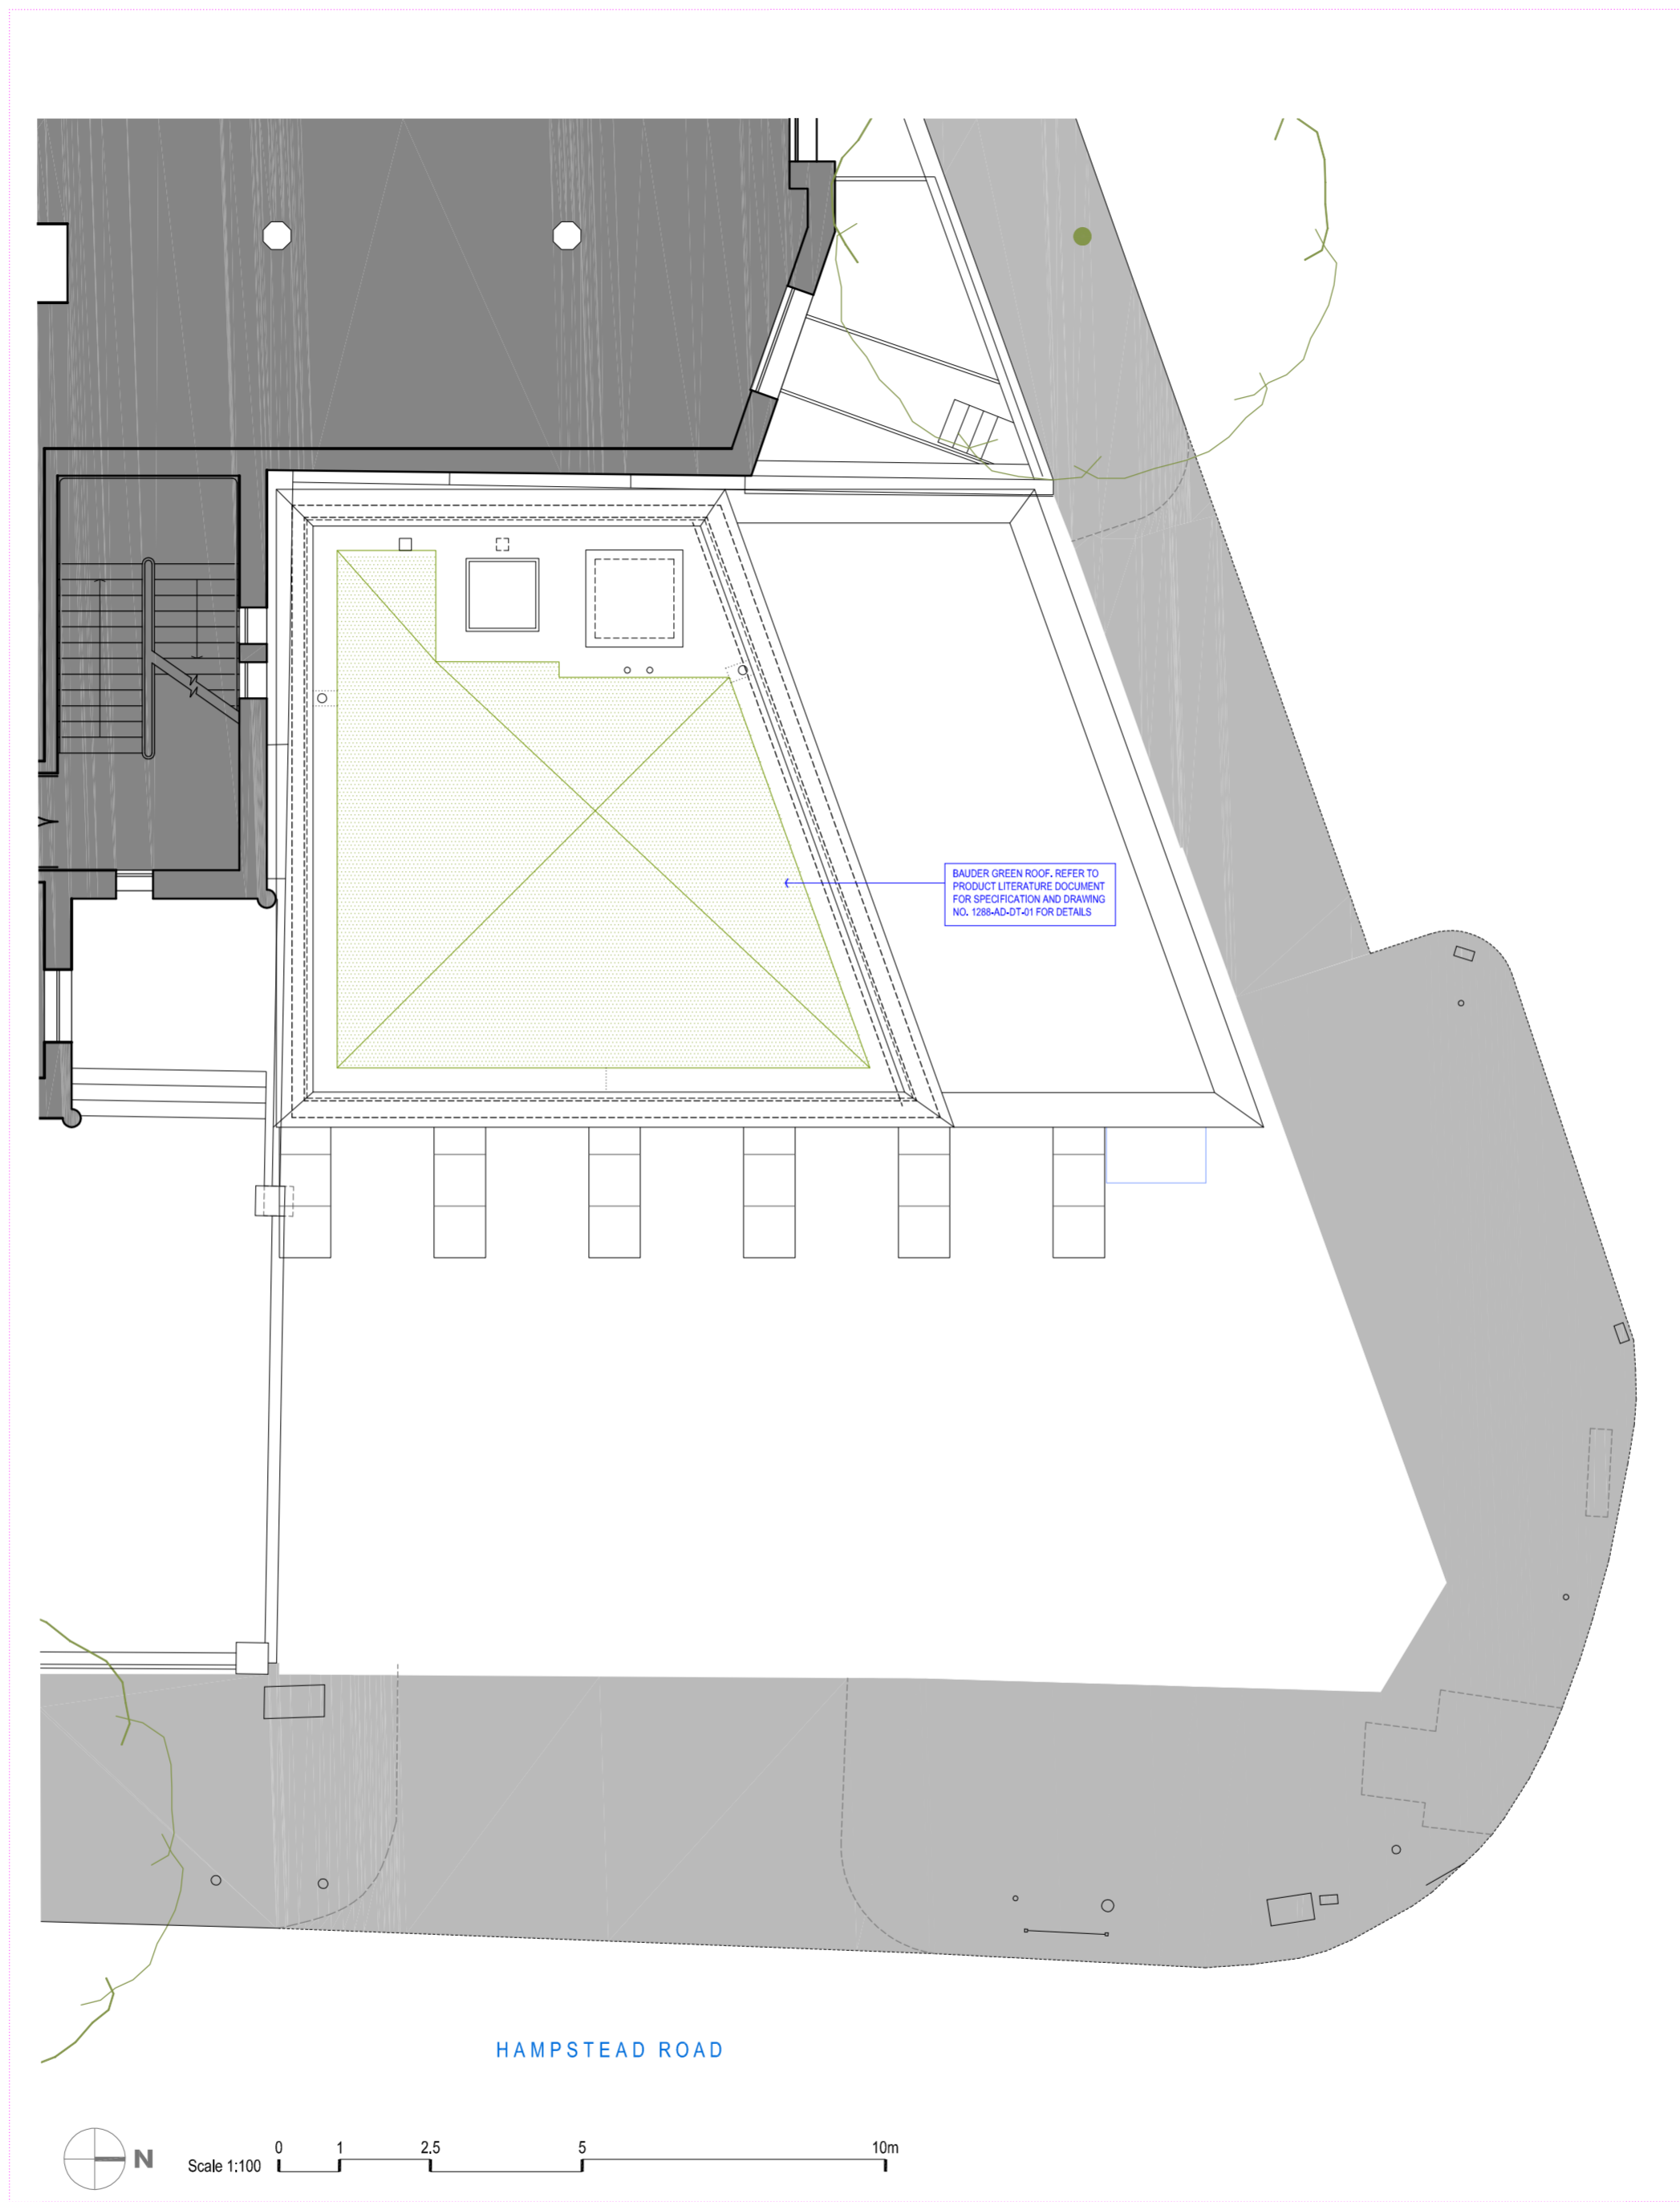 BAUDER GREEN ROOF. REFER TO
PRODUCT LITERATURE DOCUMENT
FOR SPECIFICATION AND DRAWING
NO. 1288-AD-DT-01 FOR DETAILS
HAMPSTEAD ROAD
N
Scale 1:100
0 1 2.5 5 10m